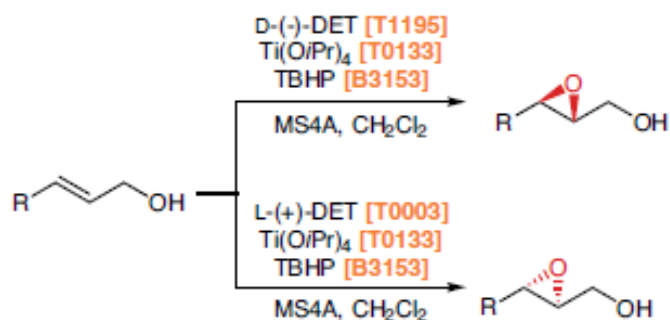 D-(-)-DET [T1195]
Ti(OiPr)4 [T0133]
TBHP [B3153]
MS4A, CH2Cl2
O
R
OH
R
OH
L-(+)-DET [T0003]
Ti(OiPr)4 [T0133]
TBHP [B3153]
MS4A, CH2Cl2
O
R
OH